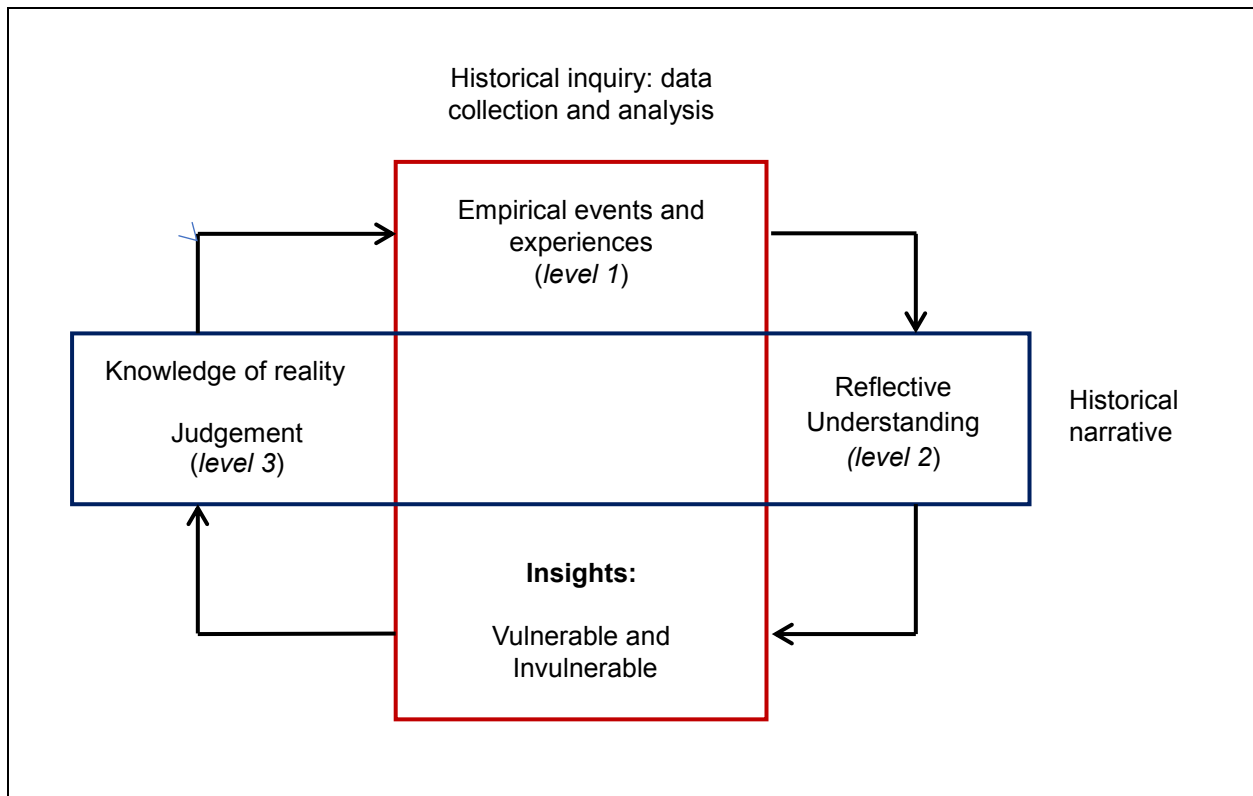 Historical inquiry: data
collection and analysis
Empirical events and
experiences
(level 1)
Knowledge of reality
Judgement
(level 3)
Reflective
Understanding
(level 2)
Historical
narrative
Insights:
Vulnerable and
Invulnerable